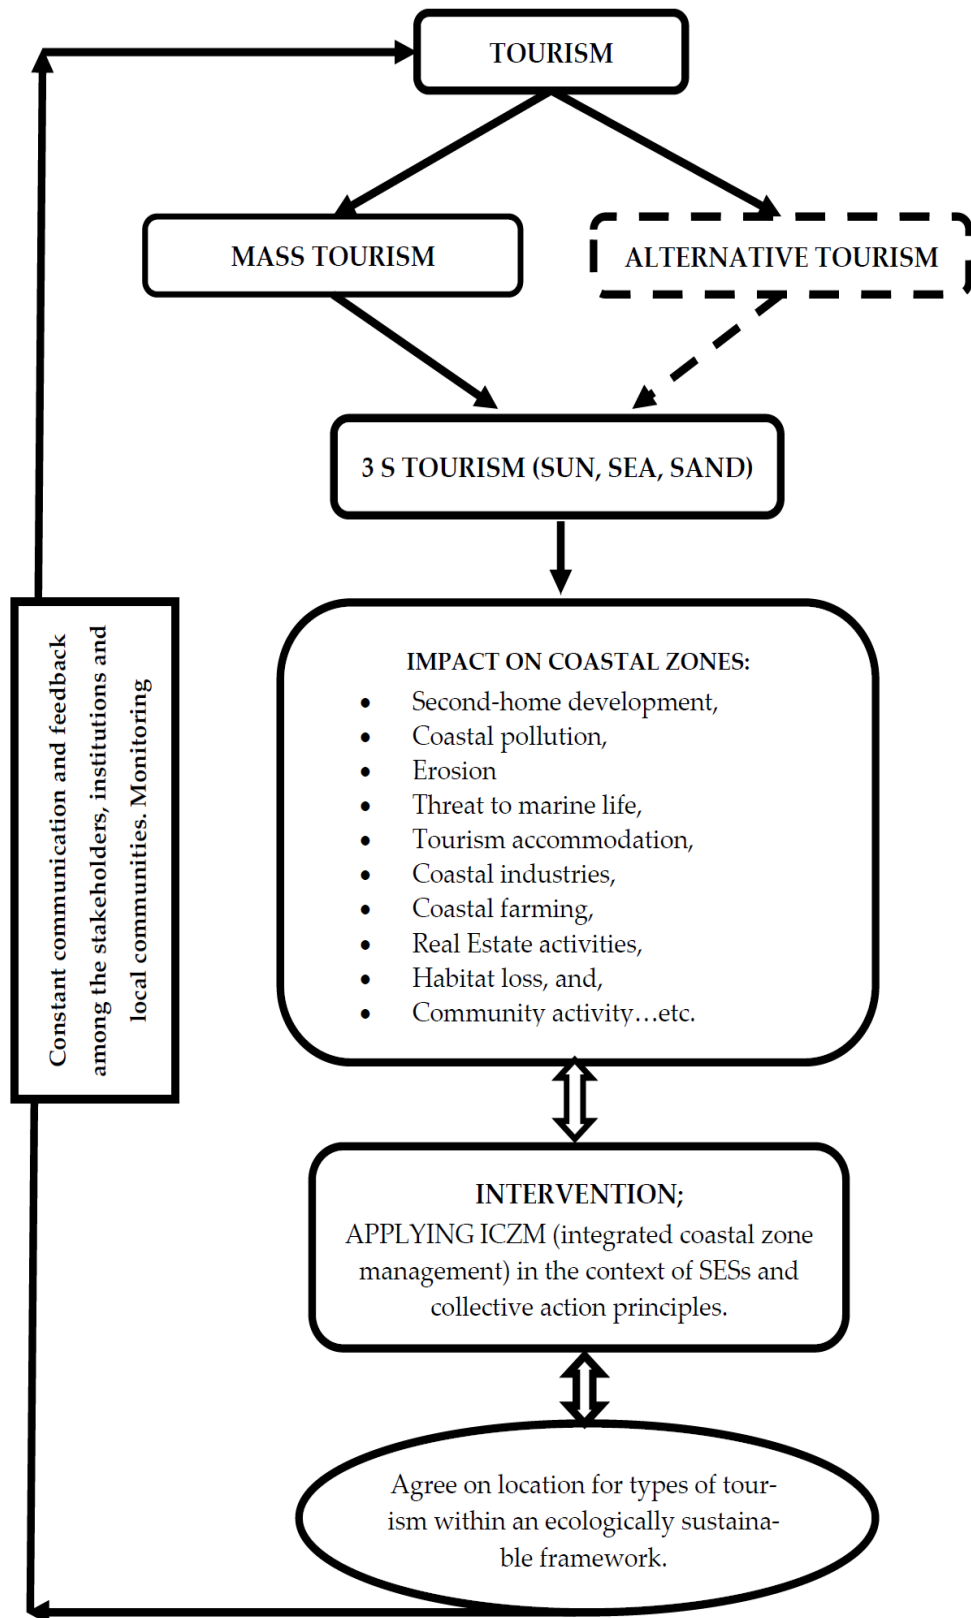 TOURISM
MASS TOURISM
ALTERNATIVE TOURISM
3 S TOURISM (SUN, SEA, SAND)
IMPACT ON COASTAL ZONES:
• Second-home development,
• Coastal pollution,
• Erosion
• Threat to marine life,
• Tourism accommodation,
• Coastal industries,
• Coastal farming,
• Real Estate activities,
• Habitat loss, and,
• Community activity…etc.
Constant communication and feedback
among the stakeholders, institutions and
local communities. Monitoring
INTERVENTION;
APPLYING ICZM (integrated coastal zone
management) in the context of SESs and
collective action principles.
Agree on location for types of tour-
ism within an ecologically sustaina-
ble framework.